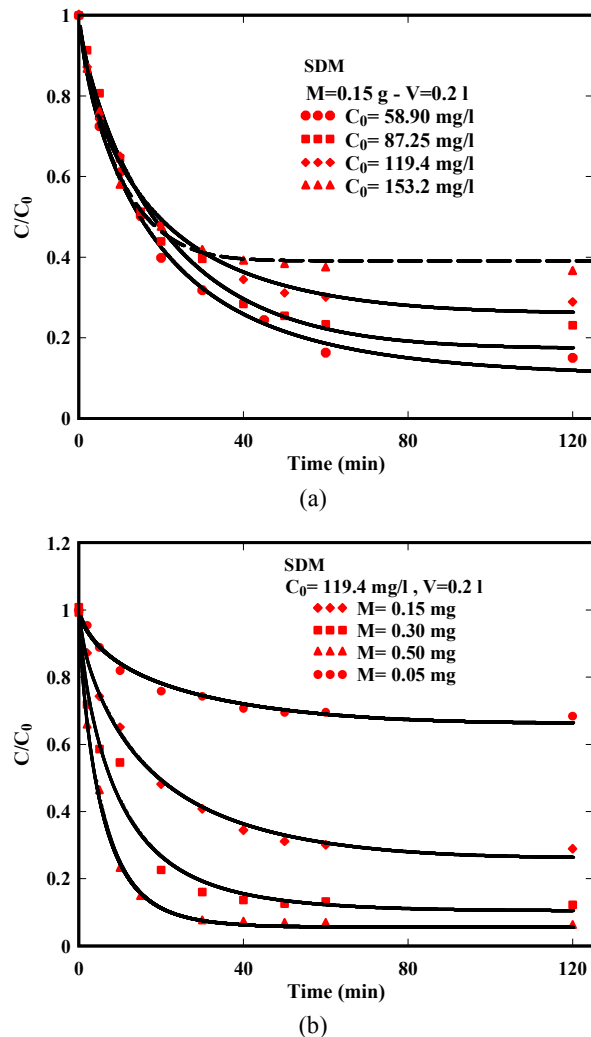 1
0.8
0.6
0.4
0.2
0
C/C0
SDM
M=0.15 g - V=0.2 l
C0= 58.90 mg/l
C0= 87.25 mg/l
C0= 119.4 mg/l
C0= 153.2 mg/l
0 40 80 120
Time (min)
(a)
1.2
1
0.8
0.6
0.4
0.2
0
C/C0
SDM
C0= 119.4 mg/l , V=0.2 l
M= 0.15 mg
M= 0.30 mg
M= 0.50 mg
M= 0.05 mg
0 40 80 120
Time (min)
(b)